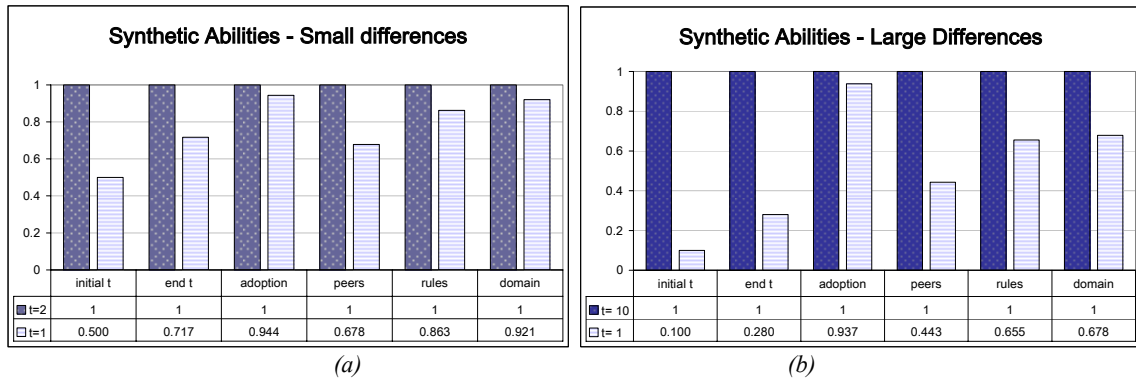 Synthetic Abilities - Small differences
1
0.8
0.6
0.4
0.2
0
initial t end t adoption peers rules domain
t=2 1 1 1 1 1 1
t=1 0.500 0.717 0.944 0.678 0.863 0.921
(a)
Synthetic Abilities - Large Differences
1
0.8
0.6
0.4
0.2
0
initial t end t adoption peers rules domain
t= 10 1 1 1 1 1 1
t= 1 0.100 0.280 0.937 0.443 0.655 0.678
(b)